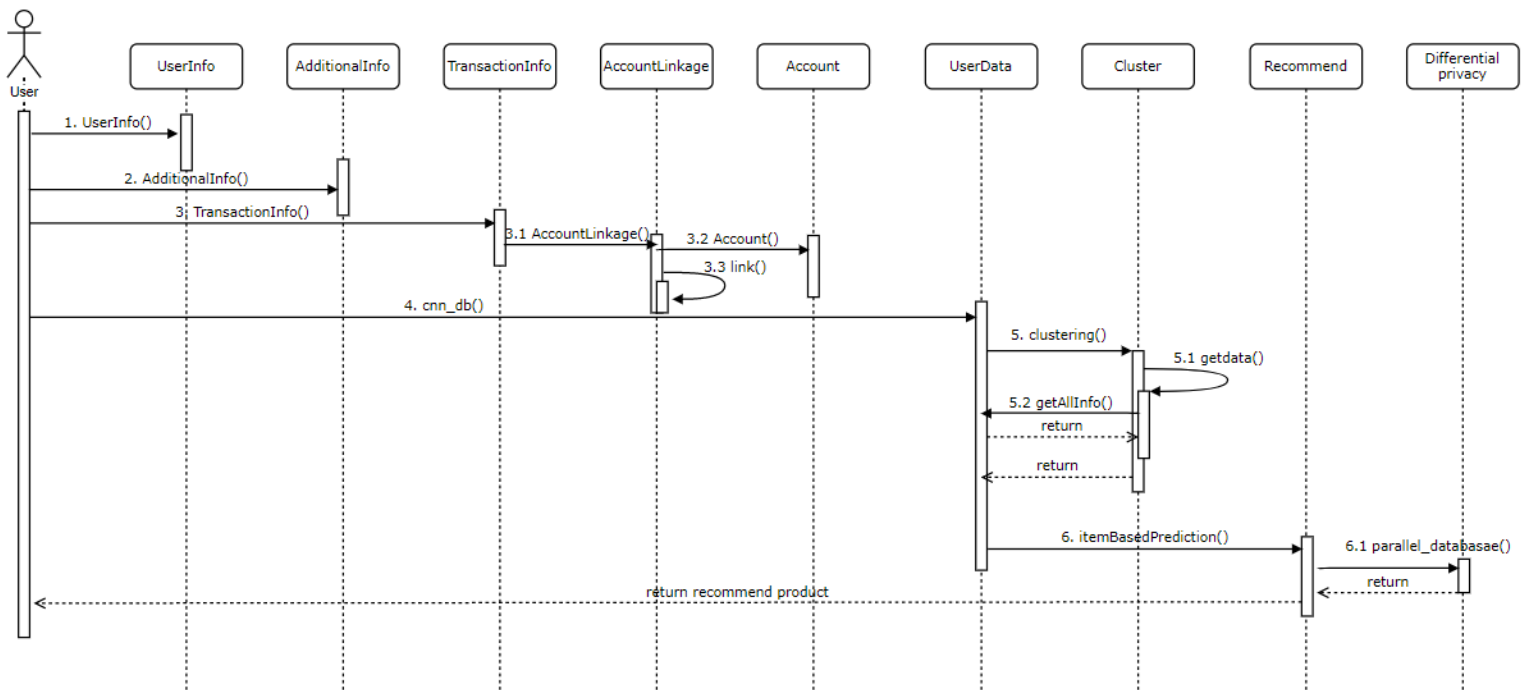 User
UserInfo
AdditionalInfo
TransactionInfo
AccountLinkage
Account
UserData
Cluster
Recommend
Differential
privacy
1. UserInfo()
2. AdditionalInfo()
3. TransactionInfo()
3.1 AccountLinkage()
3.2 Account()
3.3 link()
4. cnn_db()
5. clustering()
5.1 getdata()
5.2 getAllInfo()
return
return
6. itemBasedPrediction()
6.1 parallel_databasae()
return
return recommend product